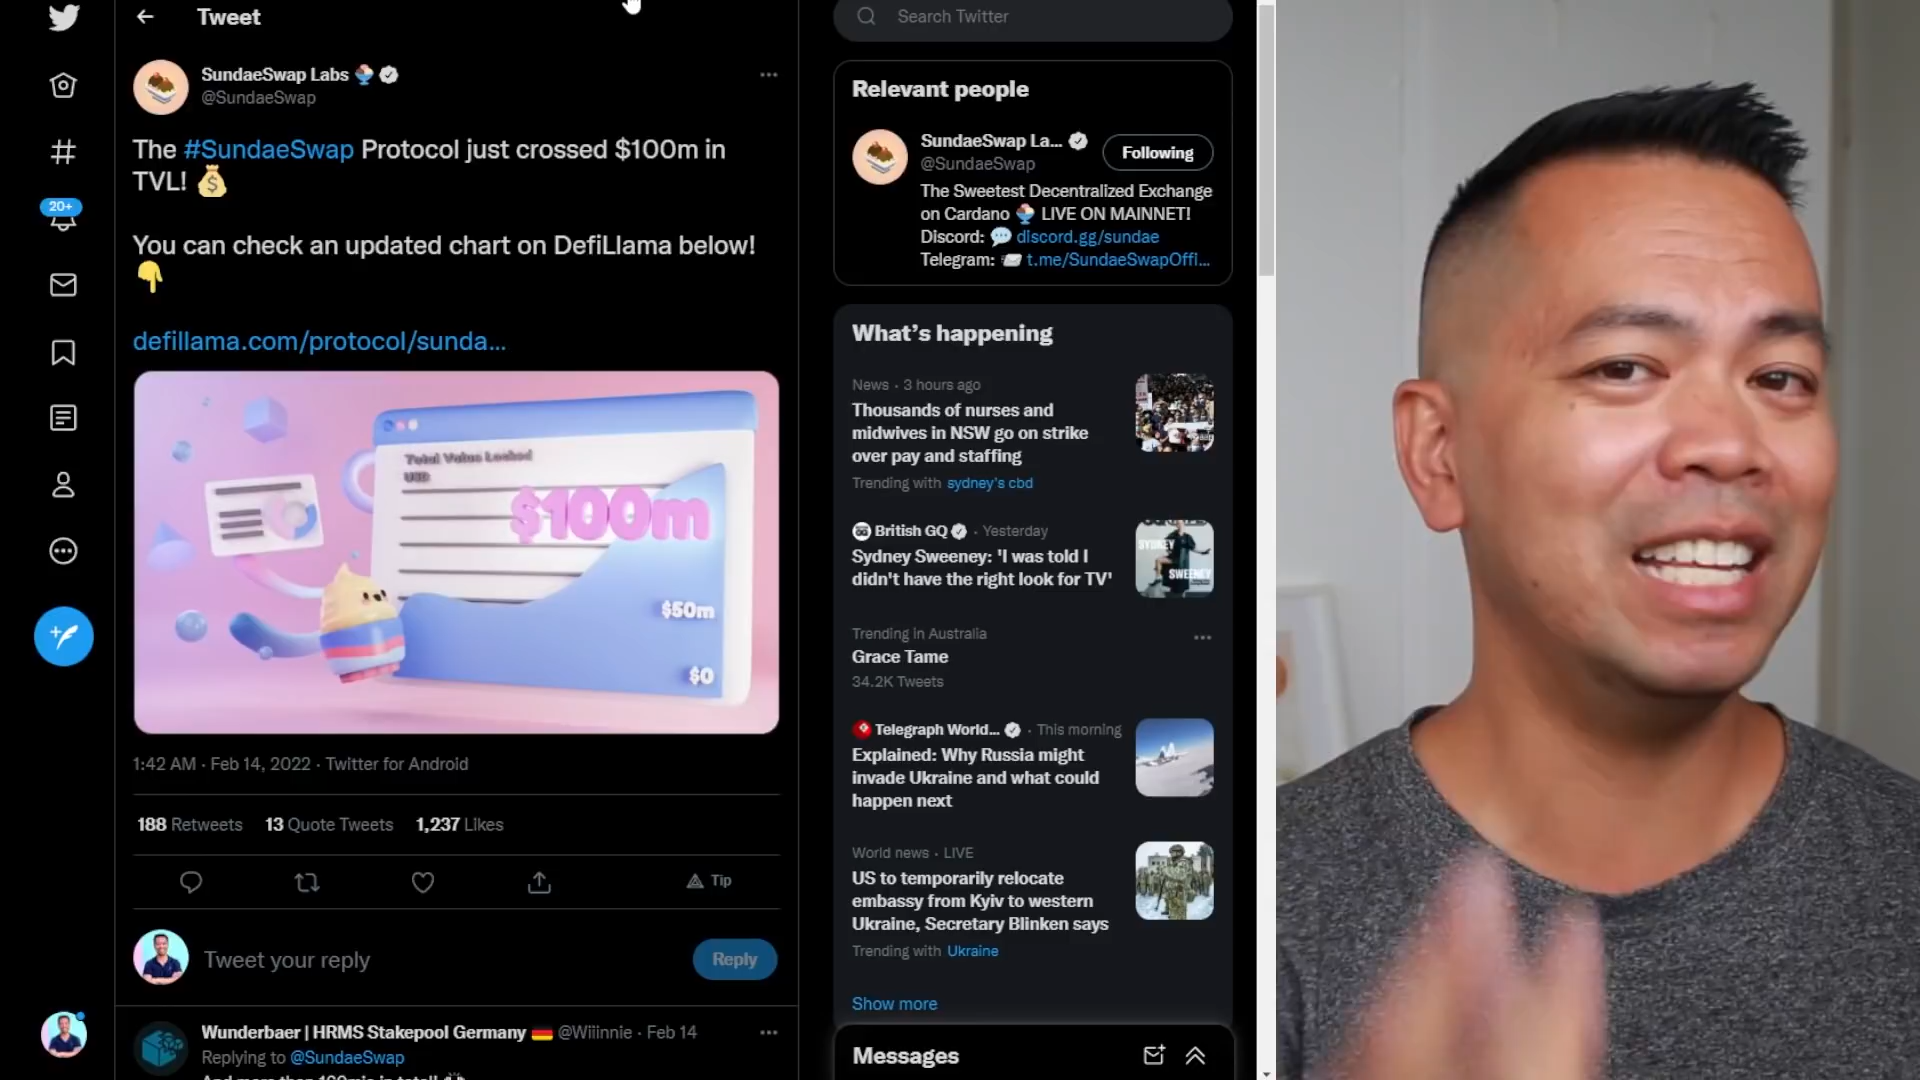 Tweet
SundaeSwap Labs
@SundaeSwap
The #SundaeSwap Protocol just crossed $100m in
TVL!
You can check an updated chart on DefiLlama below!
defillama.com/protocol/sunda...
Total Value Locked
USD
$100m
$50m
$0
1:42 AM · Feb 14, 2022 · Twitter for Android
188 Retweets 13 Quote Tweets 1,237 Likes
Tip
Tweet your reply
Reply
Wunderbaer | HRMS Stakepool Germany @Wiiinnie · Feb 14
Replying to @SundaeSwap
20+
Search Twitter
Relevant people
SundaeSwap La...
@SundaeSwap
Following
The Sweetest Decentralized Exchange
on Cardano LIVE ON MAINNET!
Discord: discord.gg/sundae
Telegram: t.me/SundaeSwapOffi...
What's happening
News · 3 hours ago
Thousands of nurses and
midwives in NSW go on strike
over pay and staffing
Trending with sydney's cbd
British GQ · Yesterday
Sydney Sweeney: 'I was told I
didn't have the right look for TV'
SYDNEY
SWEENEY
Trending in Australia
Grace Tame
34.2K Tweets
Telegraph World... · This morning
Explained: Why Russia might
invade Ukraine and what could
happen next
World news · LIVE
US to temporarily relocate
embassy from Kyiv to western
Ukraine, Secretary Blinken says
Trending with Ukraine
Show more
Messages